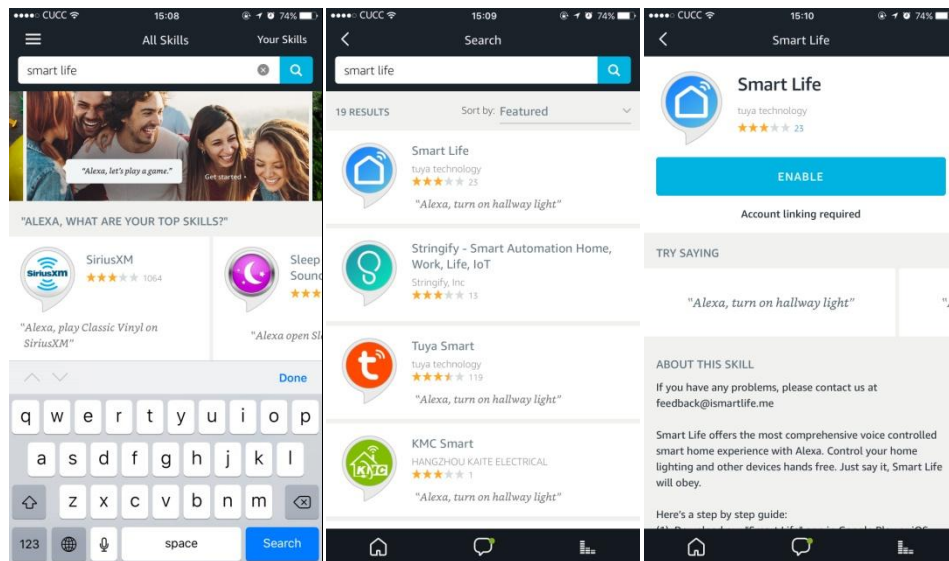 CUCC 15:08 74%
All Skills Your Skills
smart life
"Alexa, let's play a game."
Get started ›
"ALEXA, WHAT ARE YOUR TOP SKILLS?"
SiriusXM
SiriusXM
1064
"Alexa, play Classic Vinyl on
SiriusXM"
Sleep
Soun
"Alexa open Sl
Done
q w e r t y u i o p
a s d f g h j k l
z x c v b n m
123 space Search
CUCC 15:09 74%
Search
smart life
19 RESULTS Sort by: Featured
Smart Life
tuya technology
23
"Alexa, turn on hallway light"
Stringify - Smart Automation Home,
Work, Life, IoT
Stringify, Inc
13
Tuya Smart
tuya technology
119
"Alexa, turn on hallway light"
KMC
KMC Smart
HANGZHOU KAITE ELECTRICAL
1
"Alexa, turn on hallway light"
CUCC 15:10 74%
Smart Life
Smart Life
tuya technology
23
ENABLE
Account linking required
TRY SAYING
"Alexa, turn on hallway light"
ABOUT THIS SKILL
If you have any problems, please contact us at
feedback@ismartlife.me
Smart Life offers the most comprehensive voice controlled
smart home experience with Alexa. Control your home
lighting and other devices hands free. Just say it, Smart Life
will obey.
Here's a step by step guide: